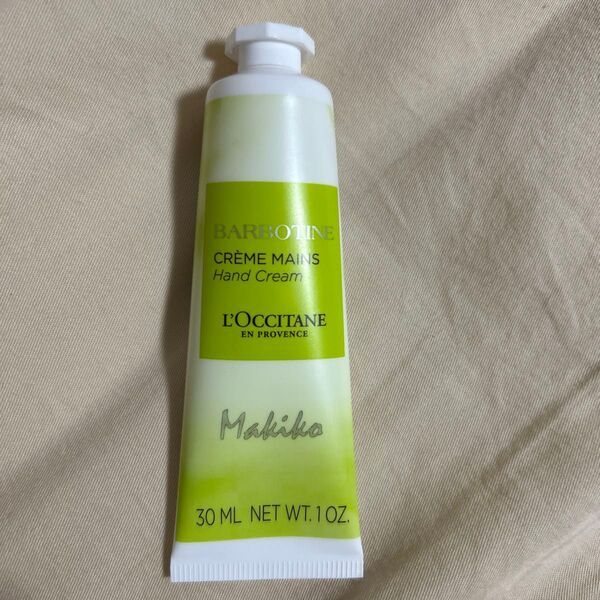 BARBOTINE
CRÈME MAINS
Hand Cream
L'OCCITANE
EN PROVENCE
Makiko
30 ML NET WT. 1 OZ.